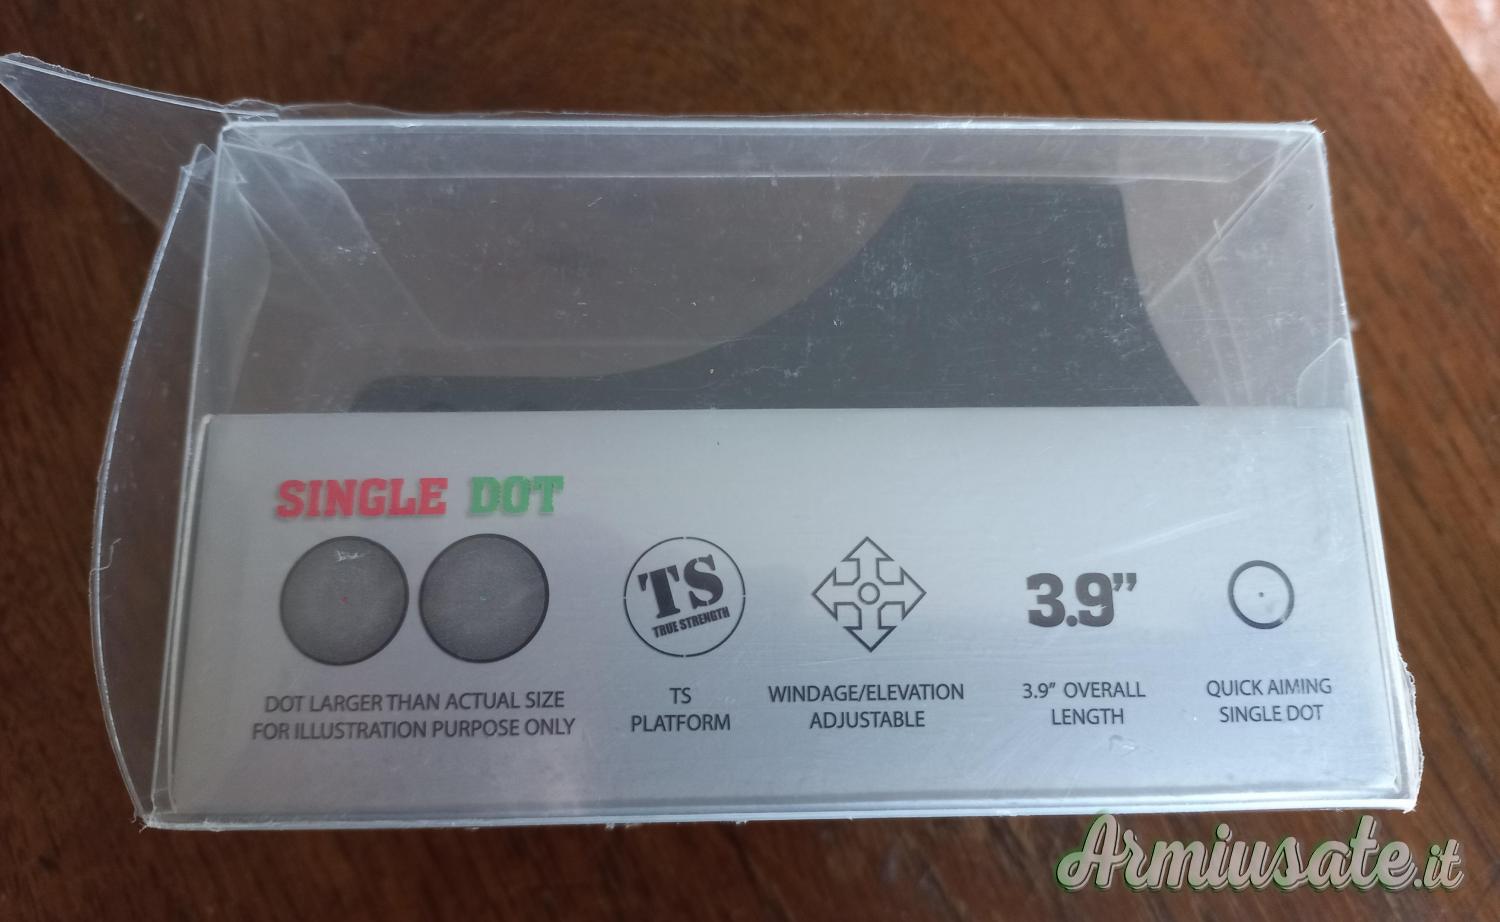 SINGLE DOT
TS
TRUE STRENGTH
3.9”
DOT LARGER THAN ACTUAL SIZE
FOR ILLUSTRATION PURPOSE ONLY
TS
PLATFORM
WINDAGE/ELEVATION
ADJUSTABLE
3.9” OVERALL
LENGTH
QUICK AIMING
SINGLE DOT
Armiusate.it